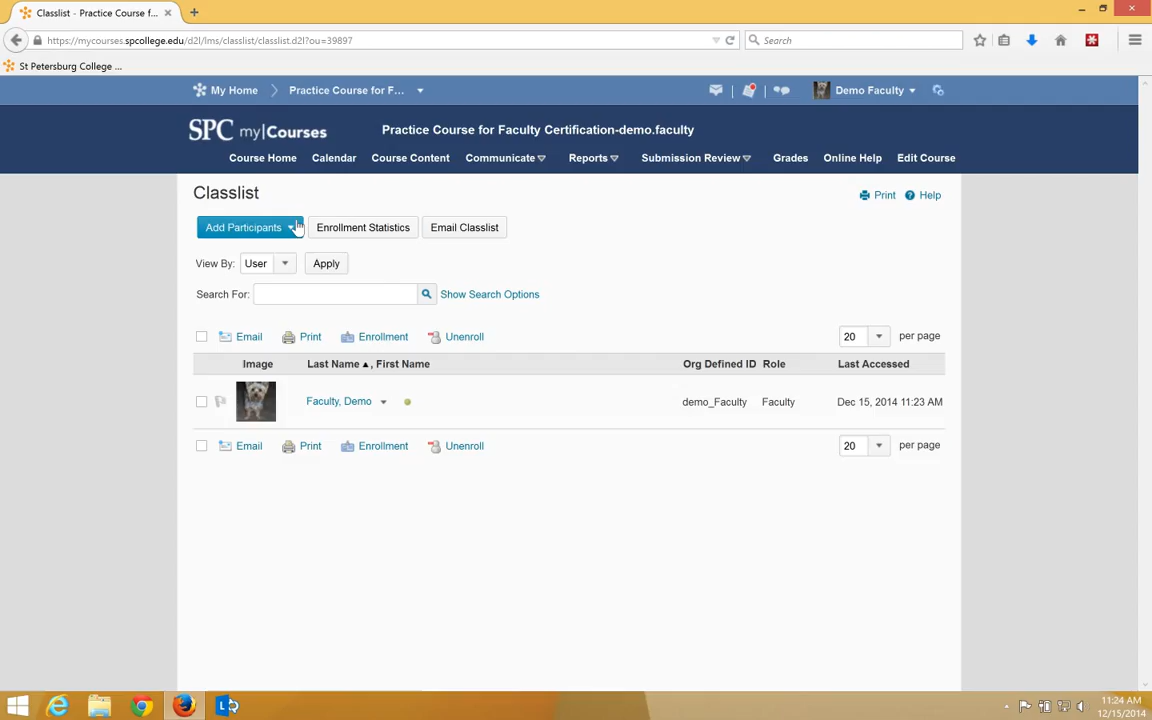 Classlist - Practice Course for f...
https://mycourses.spcollege.edu/d2l/lms/classlist/classlist.d2l?ou=39897
Search
St Petersburg College ...
My Home
Practice Course for F...
Demo Faculty
SPC my|Courses
Practice Course for Faculty Certification-demo.faculty
Course Home Calendar Course Content Communicate Reports Submission Review Grades Online Help Edit Course
Classlist
Print Help
Add Participants Enrollment Statistics Email Classlist
View By: User Apply
Search For: Show Search Options
Email Print Enrollment Unenroll 20 per page
Image Last Name ▲, First Name Org Defined ID Role Last Accessed
Faculty, Demo demo_Faculty Faculty Dec 15, 2014 11:23 AM
Email Print Enrollment Unenroll 20 per page
11:24 AM
12/15/2014